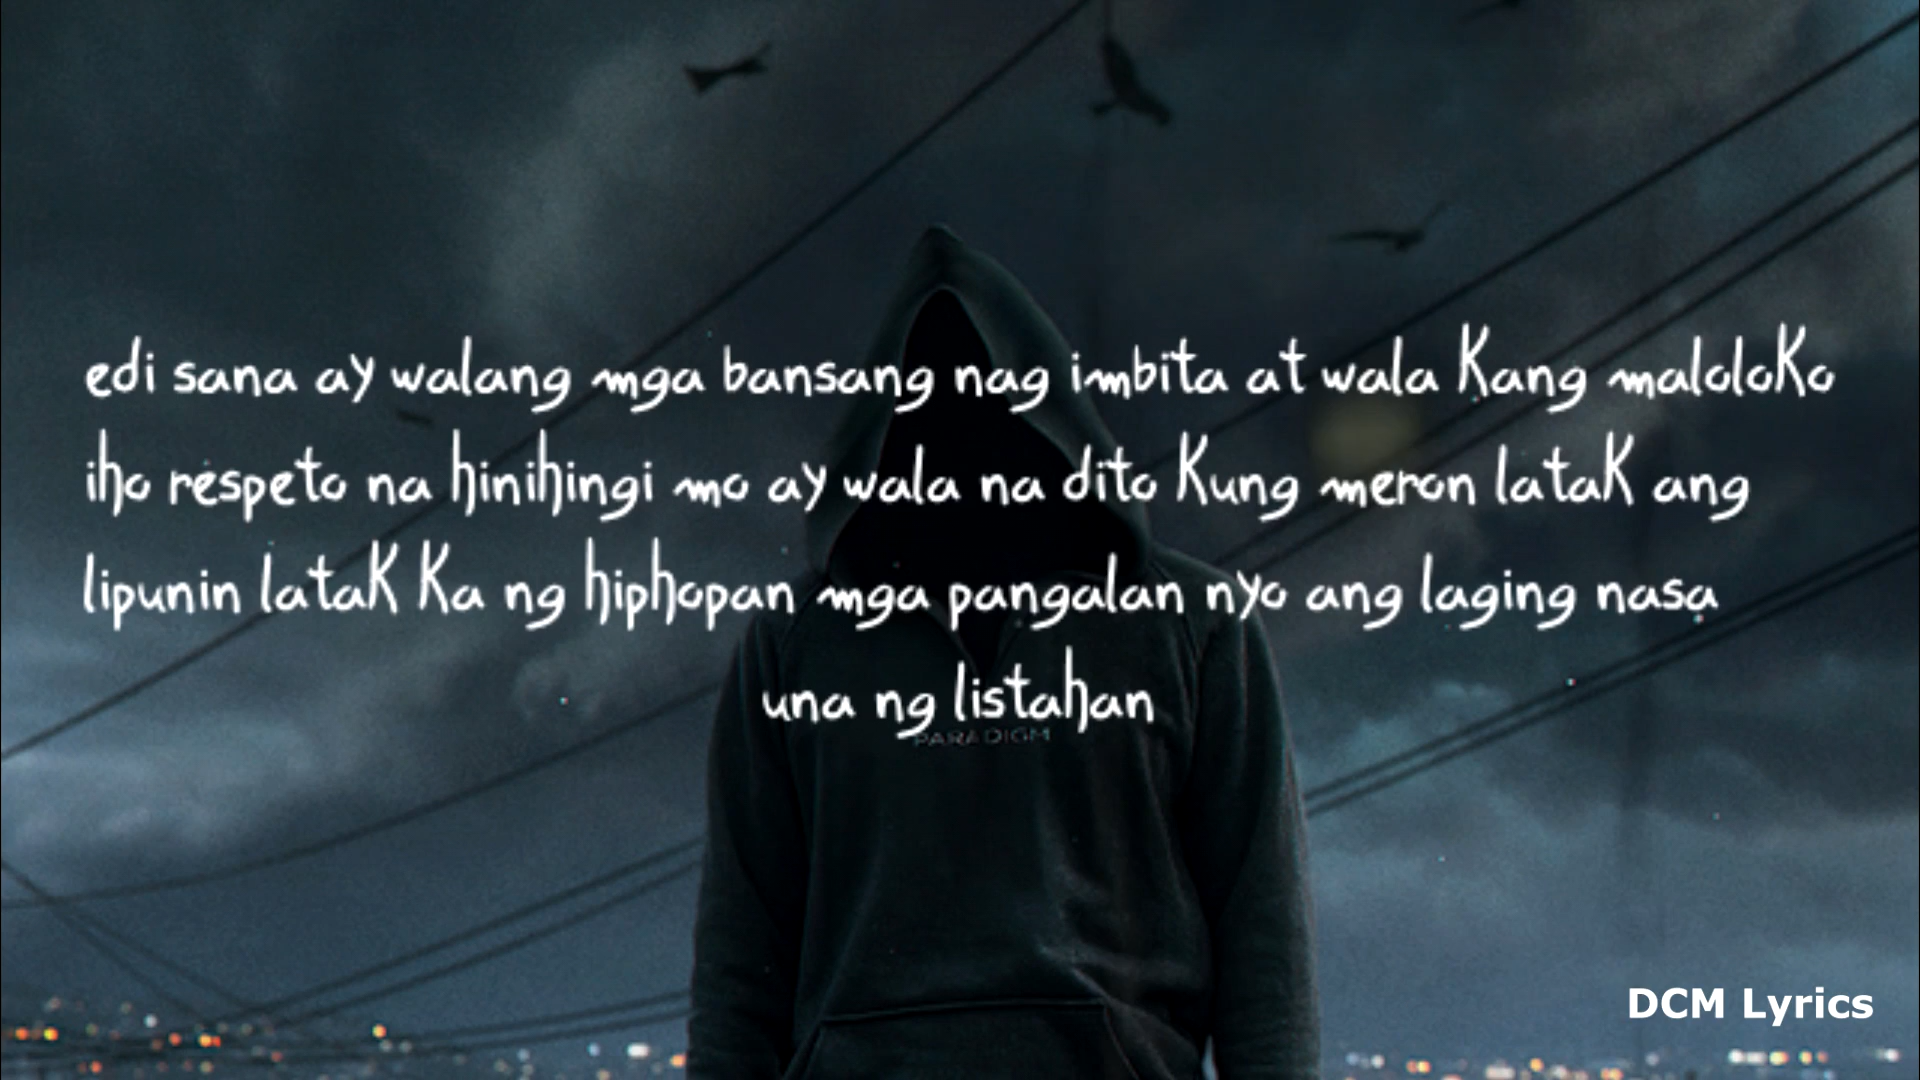 edi sana ay walang mga bansang nag imbita at wala kang maloloko
iho respeto na hinihingi mo ay wala na dito kung meron latak ang
lipunin latak ka ng hiphopan mga pangalan nyo ang laging nasa
una ng listahan
PARADIGM
DCM Lyrics